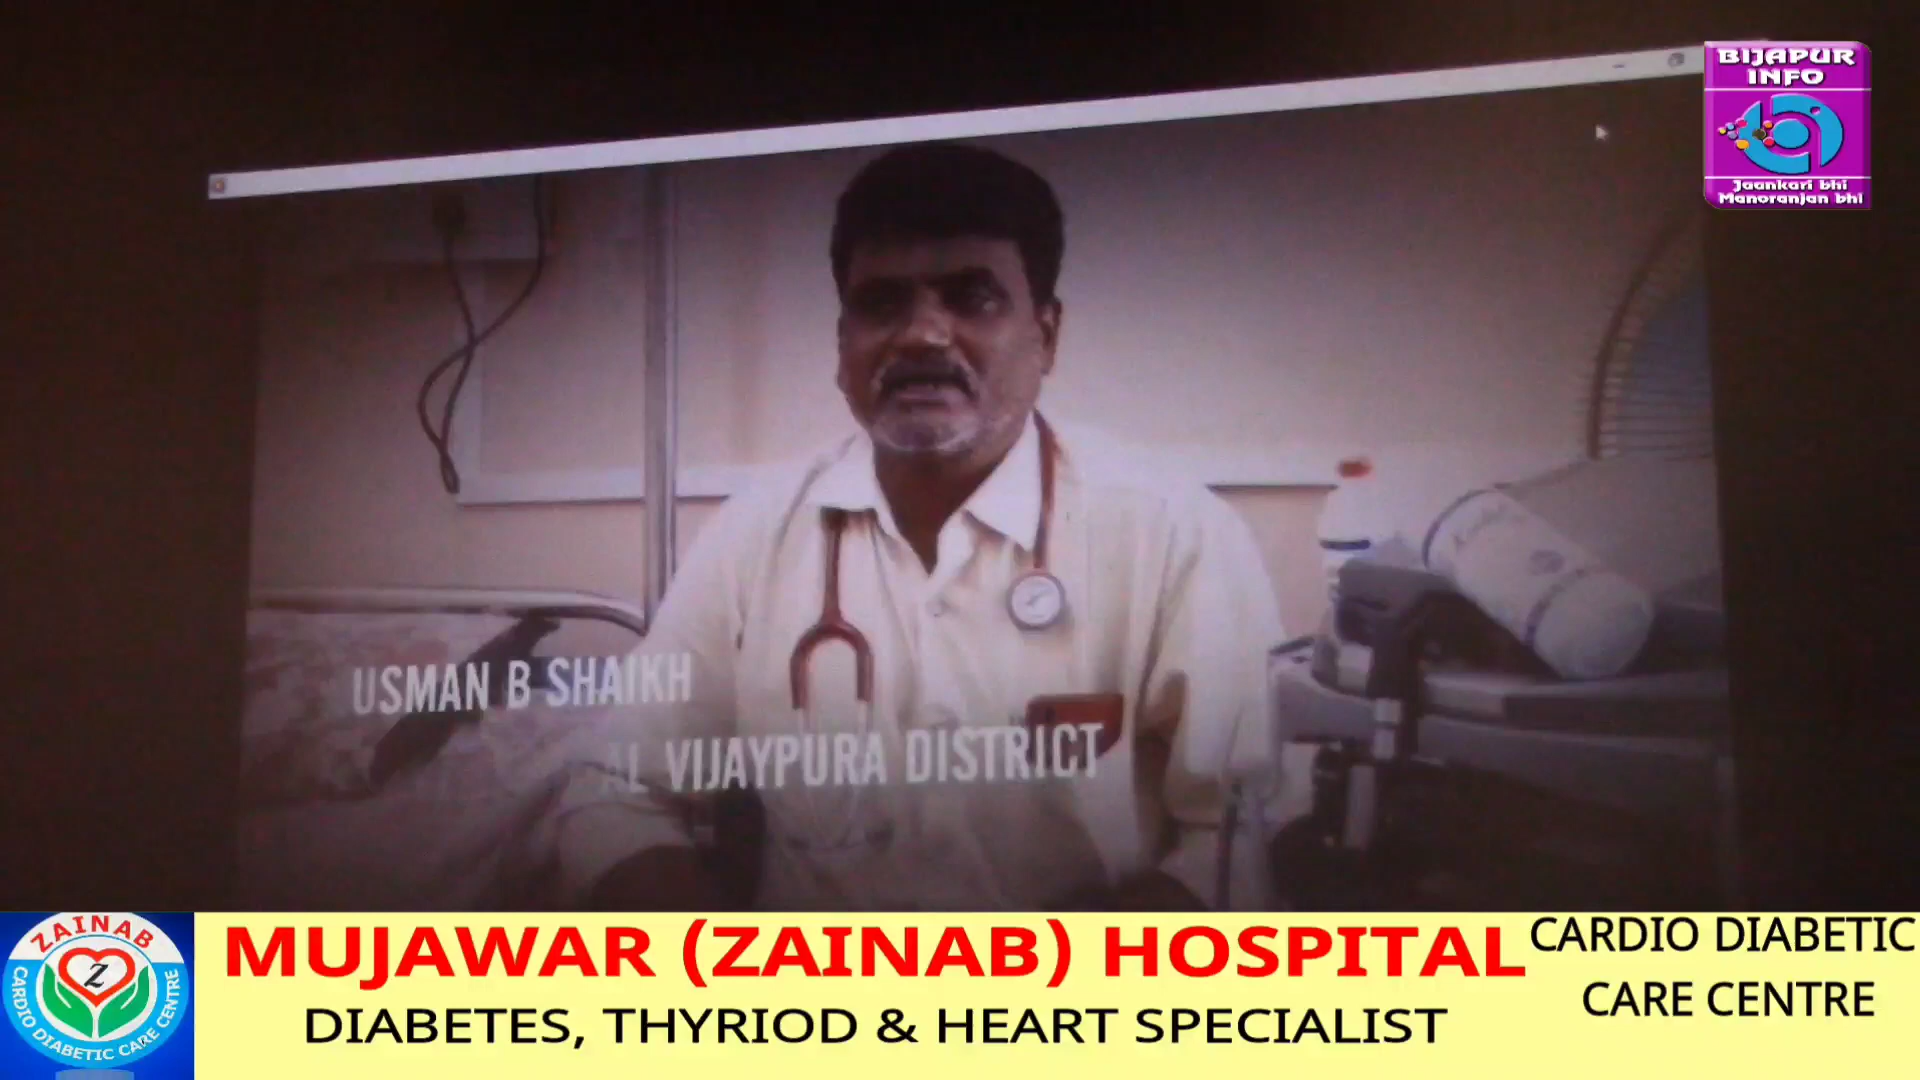 BIJAPUR
INFO
Jaankari bhi
Manoranjan bhi
USMAN B SHAIKH
AL VIJAYPURA DISTRICT
ZAINAB
Z
CARDIO DIABETIC CARE CENTRE
MUJAWAR (ZAINAB) HOSPITAL
DIABETES, THYRIOD & HEART SPECIALIST
CARDIO DIABETIC
CARE CENTRE